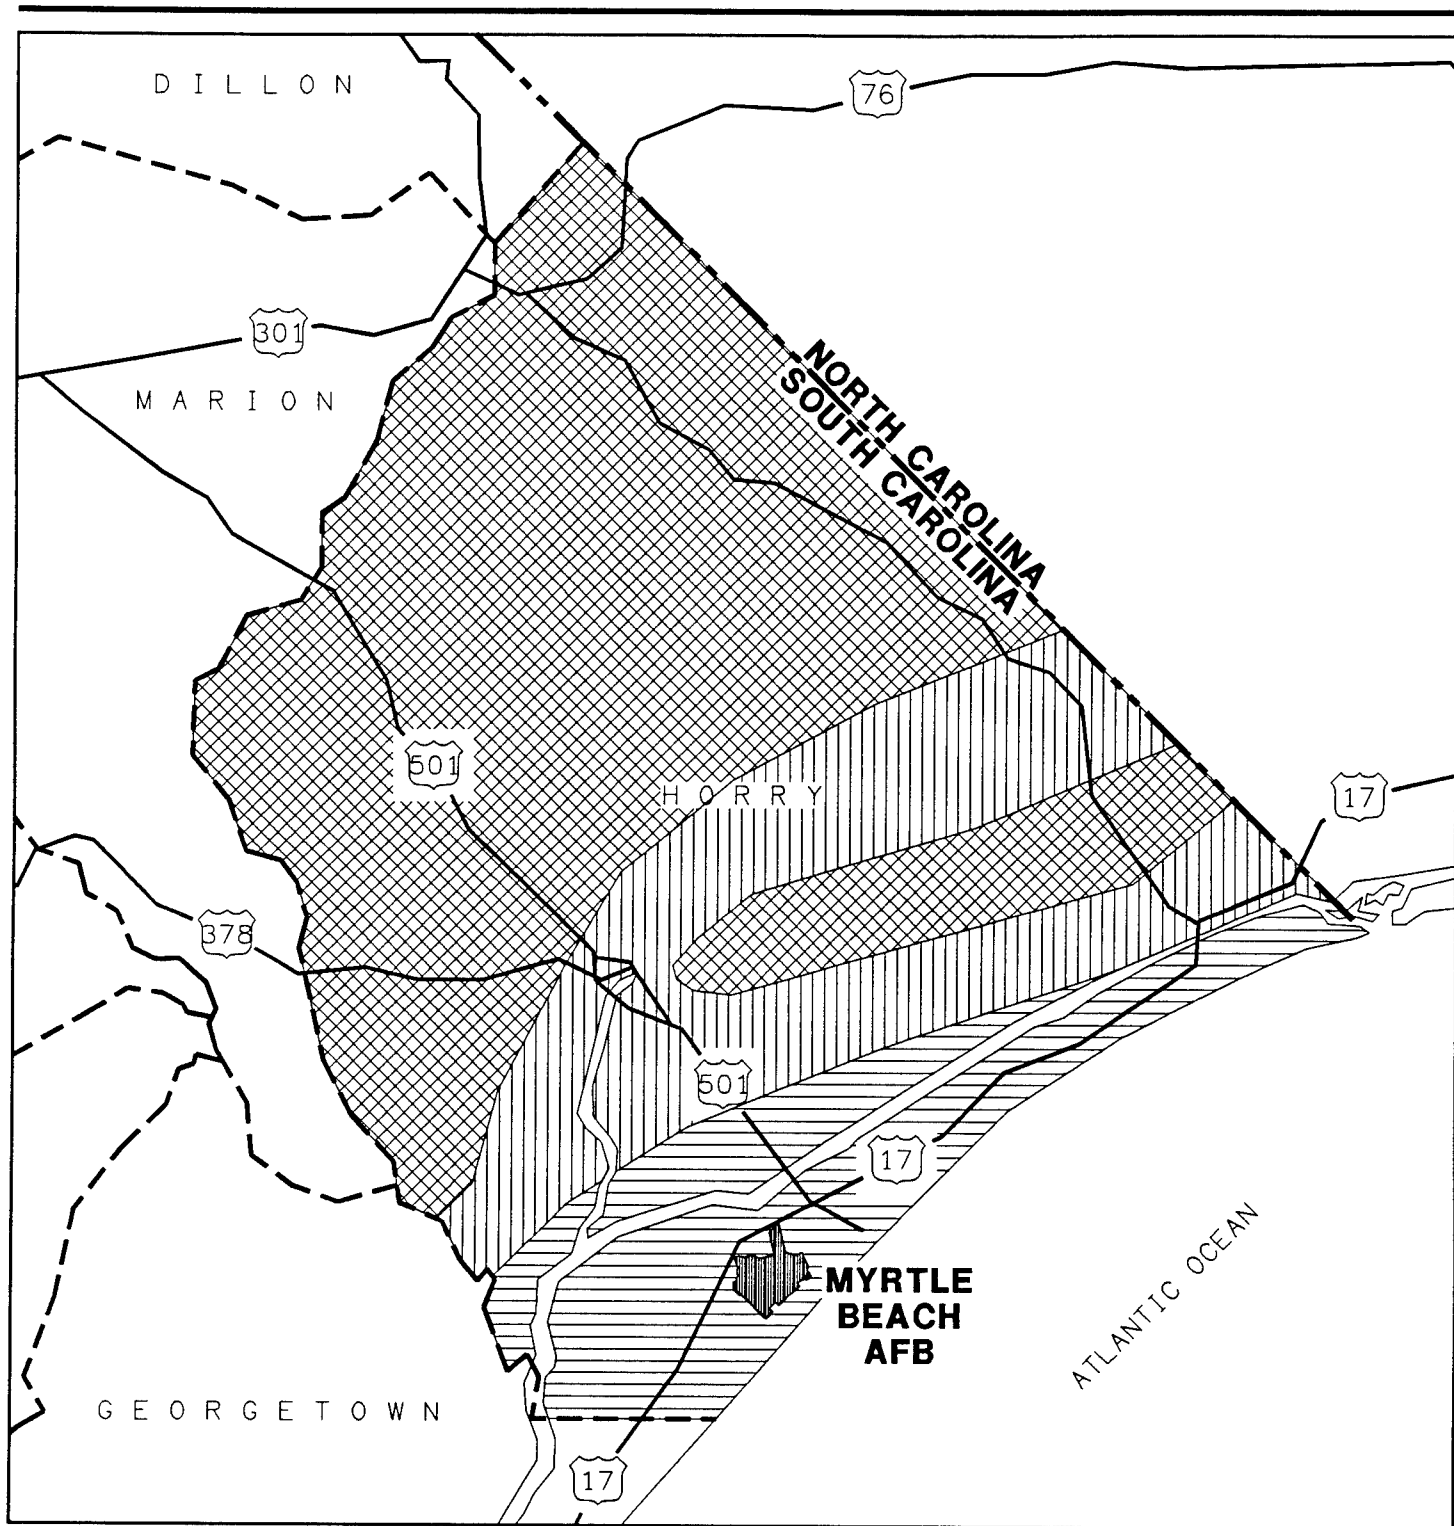 DILLON
76
301
MARION
NORTH CAROLINA
SOUTH CAROLINA
501
HORRY
17
378
501
17
MYRTLE
BEACH
AFB
ATLANTIC OCEAN
GEORGETOWN
17